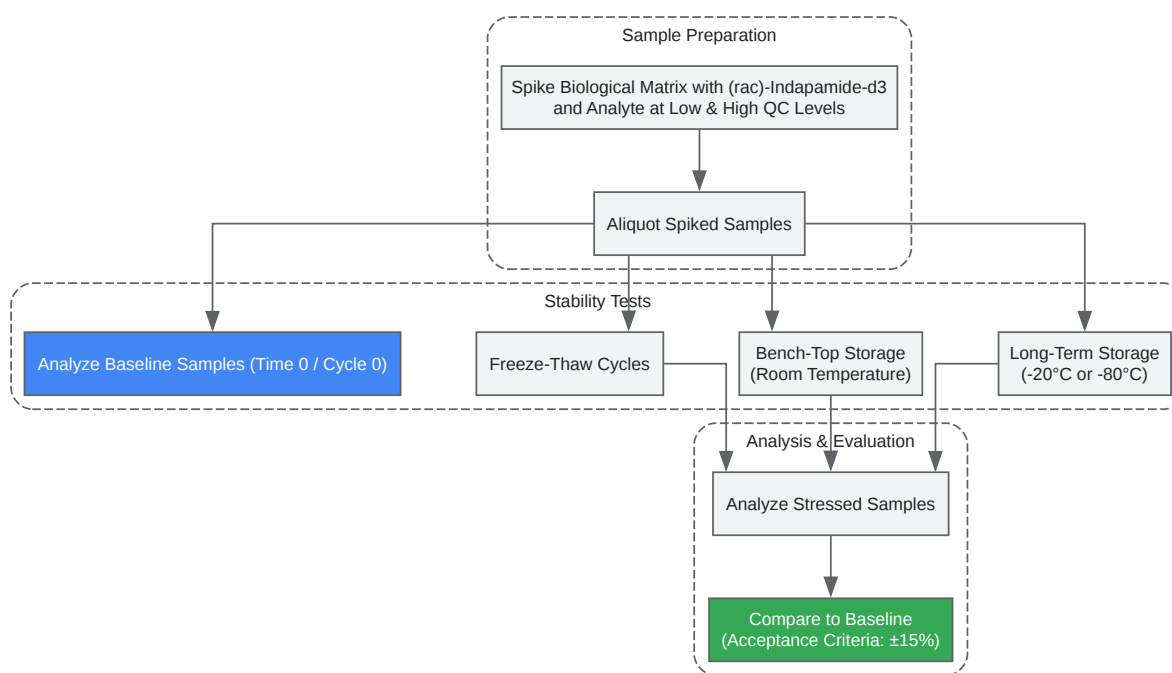 Sample Preparation
Spike Biological Matrix with (rac)-Indapamide-d3
and Analyte at Low & High QC Levels
Aliquot Spiked Samples
Stability Tests
Analyze Baseline Samples (Time 0 / Cycle 0)
Freeze-Thaw Cycles
Bench-Top Storage
(Room Temperature)
Long-Term Storage
(-20°C or -80°C)
Analysis & Evaluation
Analyze Stressed Samples
Compare to Baseline
(Acceptance Criteria: ±15%)